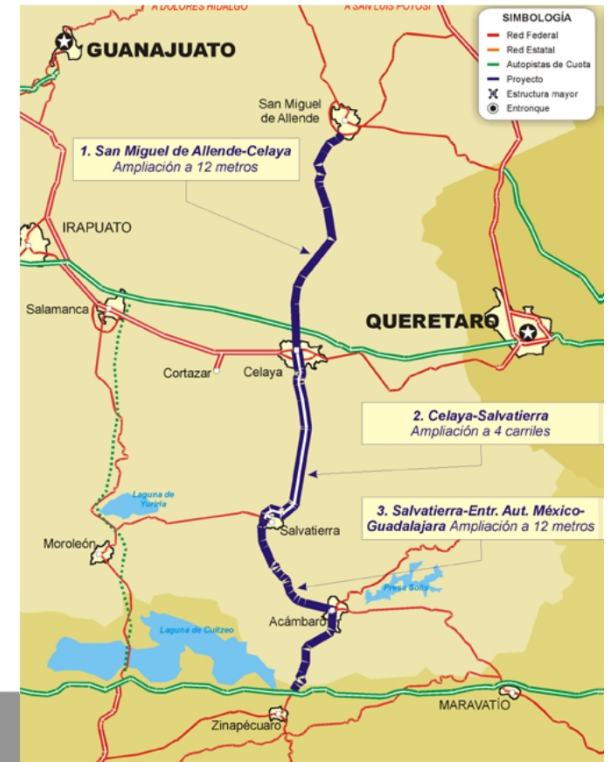 A DOLORES HIDALGO
A SAN LUIS POTOSÍ
SIMBOLOGÍA
Red Federal
Red Estatal
Autopistas de Cuota
Proyecto
Estructura mayor
Entronque
GUANAJUATO
San Miguel
de Allende
1. San Miguel de Allende-Celaya
Ampliación a 12 metros
IRAPUATO
Salamanca
QUERETARO
Cortazar
Celaya
2. Celaya-Salvatierra
Ampliación a 4 carriles
Laguna de
Yuriria
3. Salvatierra-Entr. Aut. México-
Guadalajara Ampliación a 12 metros
Salvatierra
Moroleón
Presa Solís
Acámbaro
Laguna de Cuitzeo
MARAVATÍO
Zinapécuaro